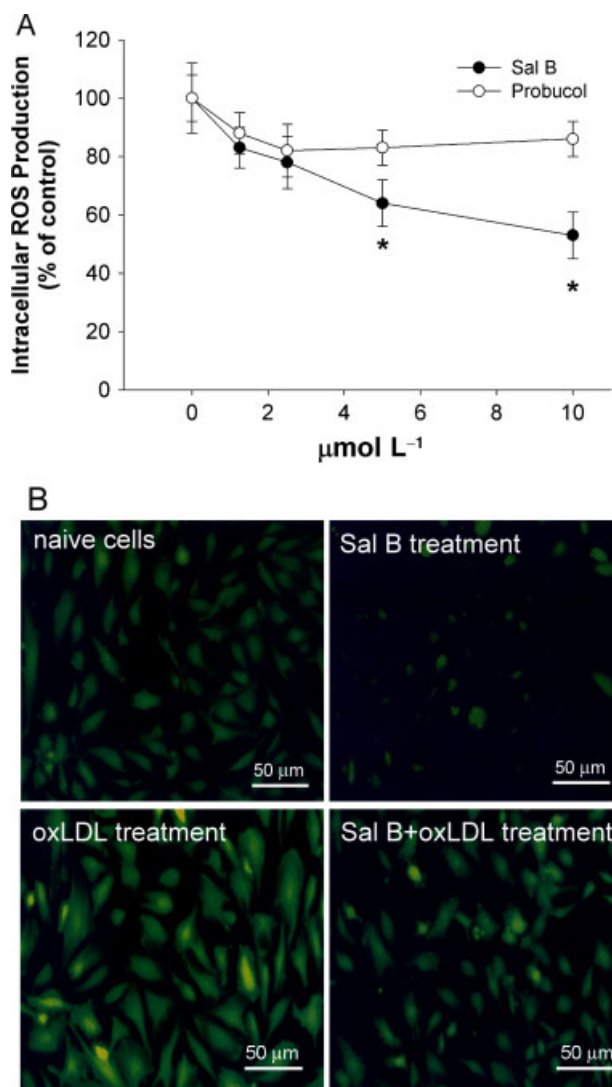 A
Intracellular ROS Production
(% of control)
120
100
80
60
40
20
0
Sal B
Probucol
*
*
0
2
4
6
8
10
μmol L⁻¹
B
naive cells
50 μm
Sal B treatment
50 μm
oxLDL treatment
50 μm
Sal B+oxLDL treatment
50 μm